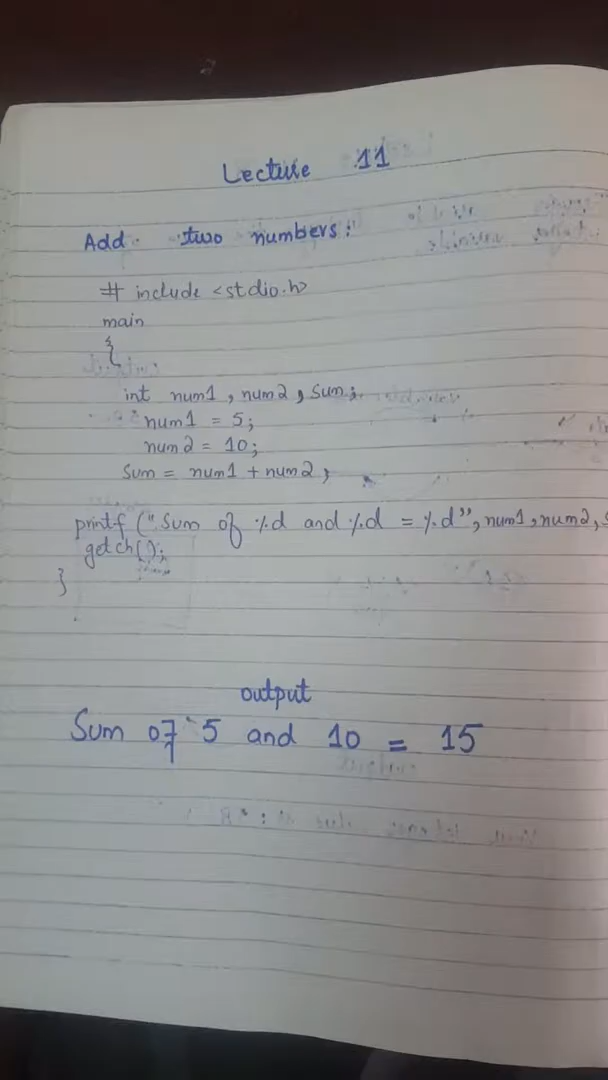 Lecture 11
Add two numbers:
# include <stdio.h>
main
{
int num1, num2, sum;
num1 = 5;
num2 = 10;
Sum = num1 + num2;
printf ("Sum of %d and %d = %d", num1, num2, s
getch();
}
output
Sum of 5 and 10 = 15